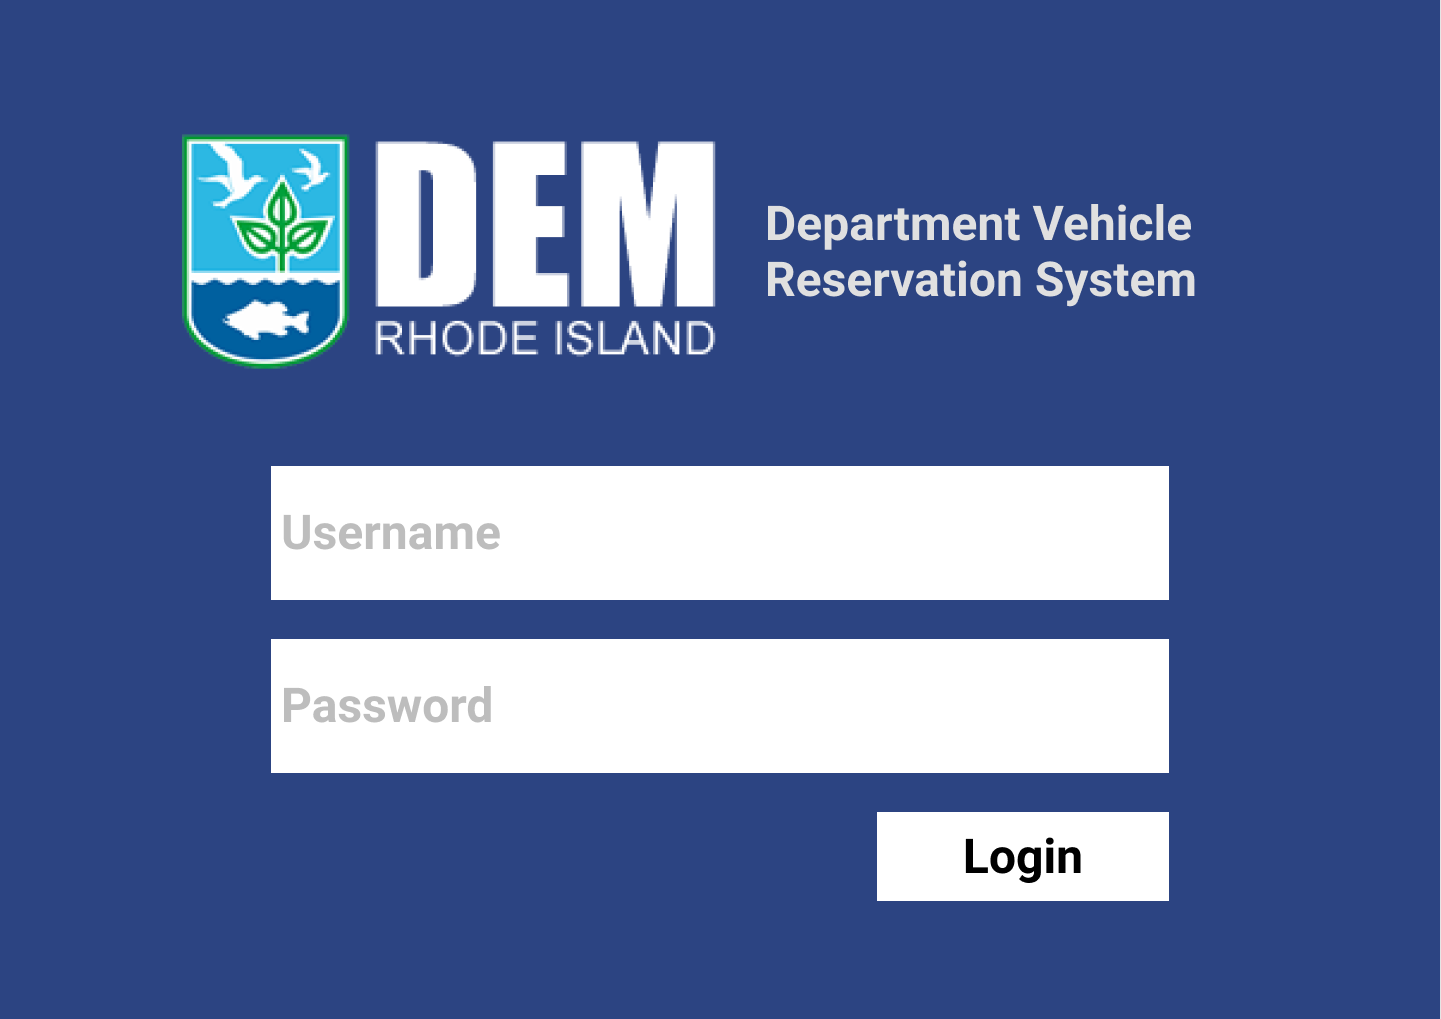 DEM
RHODE ISLAND
Department Vehicle
Reservation System
Username
Password
Login